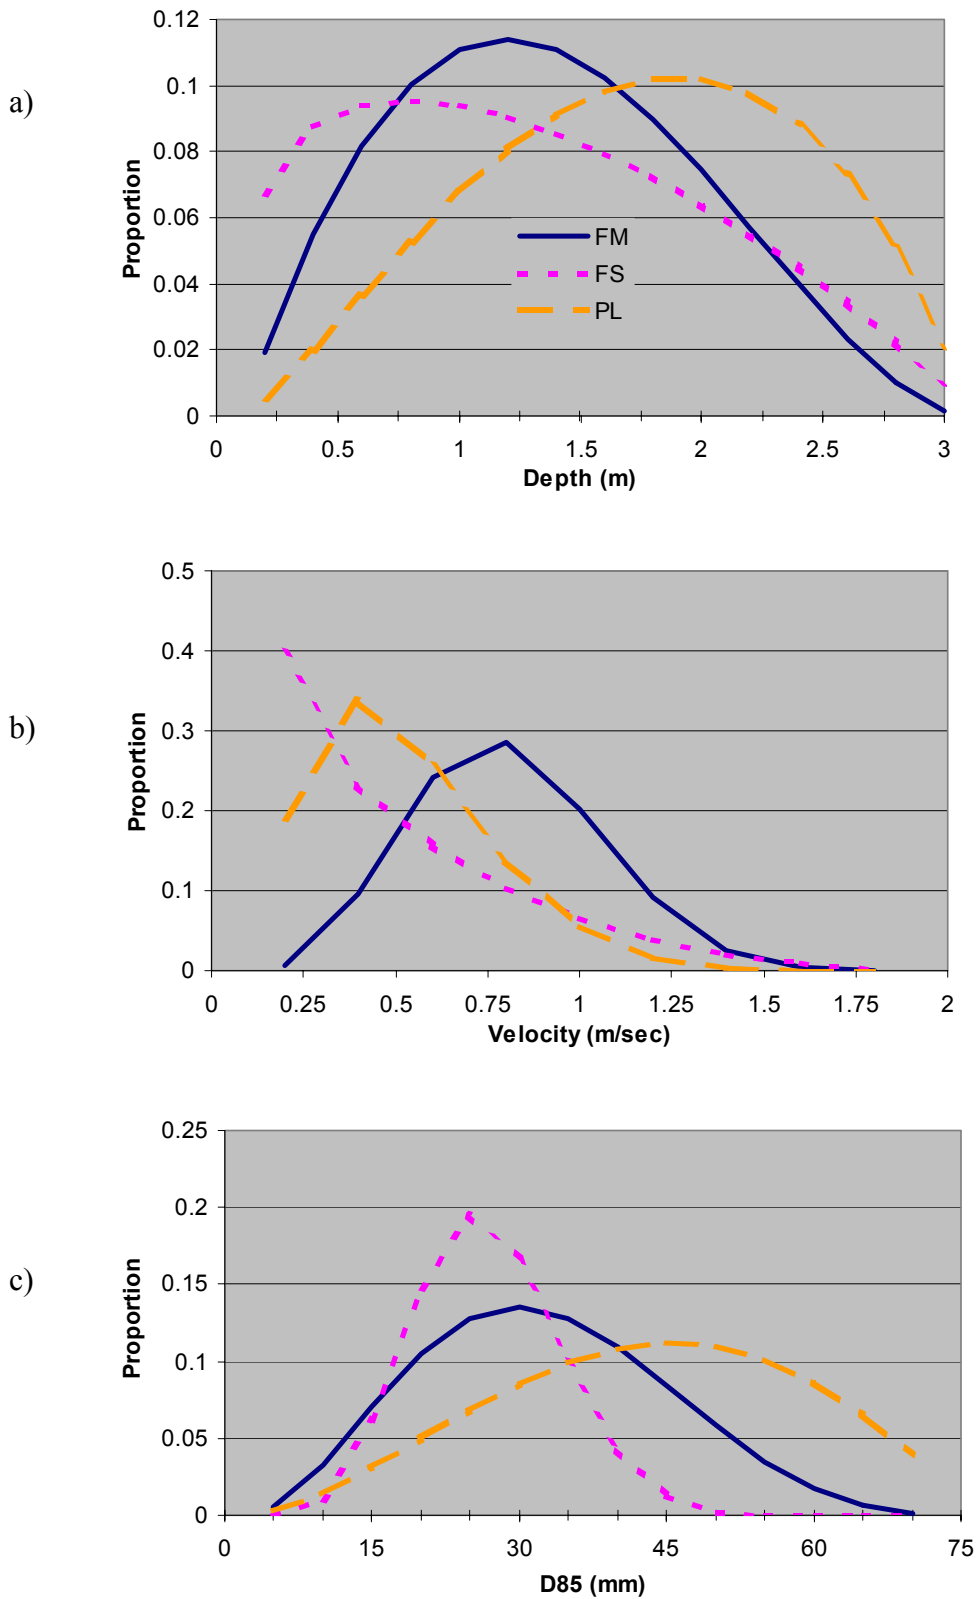 a)
0.12
0.1
0.08
0.06
0.04
0.02
0
Proportion
FM
FS
PL
0 0.5 1 1.5 2 2.5 3
Depth (m)
b)
0.5
0.4
0.3
0.2
0.1
0
Proportion
0 0.25 0.5 0.75 1 1.25 1.5 1.75 2
Velocity (m/sec)
c)
0.25
0.2
0.15
0.1
0.05
0
Proportion
0 15 30 45 60 75
D85 (mm)